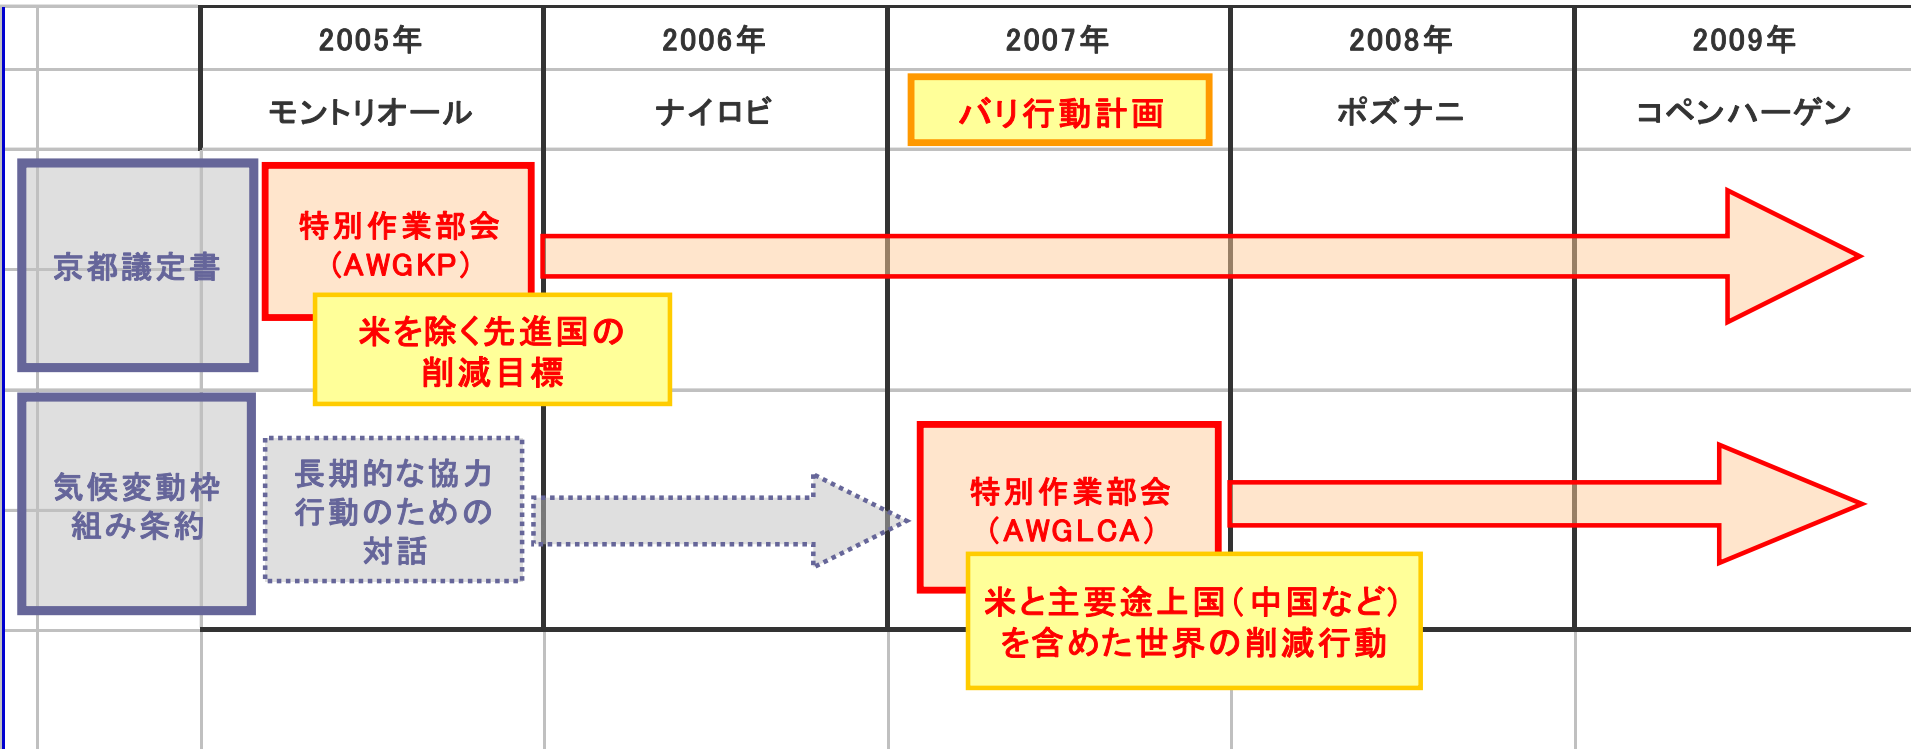 2005年
2006年
2007年
2008年
2009年
モントリオール
ナイロビ
バリ行動計画
ポズナニ
コペンハーゲン
京都議定書
特別作業部会
(AWGKP)
米を除く先進国の
削減目標
気候変動枠
組み条約
長期的な協力
行動のための
対話
特別作業部会
(AWGLCA)
米と主要途上国(中国など)
を含めた世界の削減行動